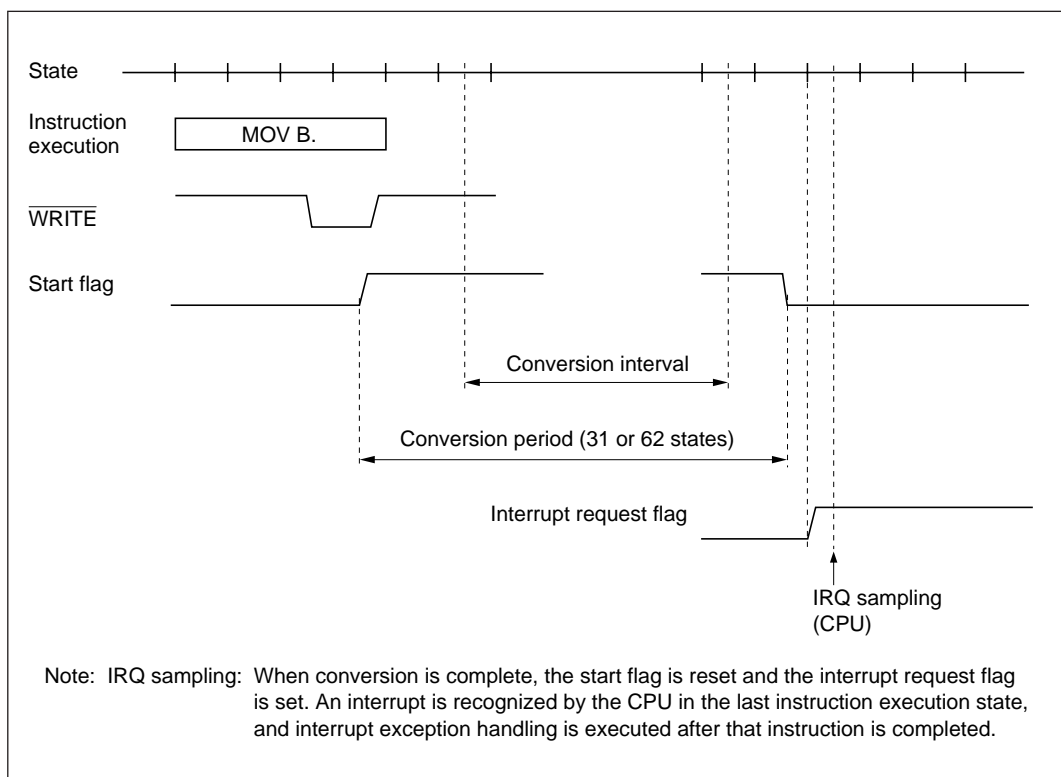 State
Instruction
execution
MOV B.
WRITE
Start flag
Conversion interval
Conversion period (31 or 62 states)
Interrupt request flag
IRQ sampling
(CPU)
Note: IRQ sampling: When conversion is complete, the start flag is reset and the interrupt request flag
is set. An interrupt is recognized by the CPU in the last instruction execution state,
and interrupt exception handling is executed after that instruction is completed.